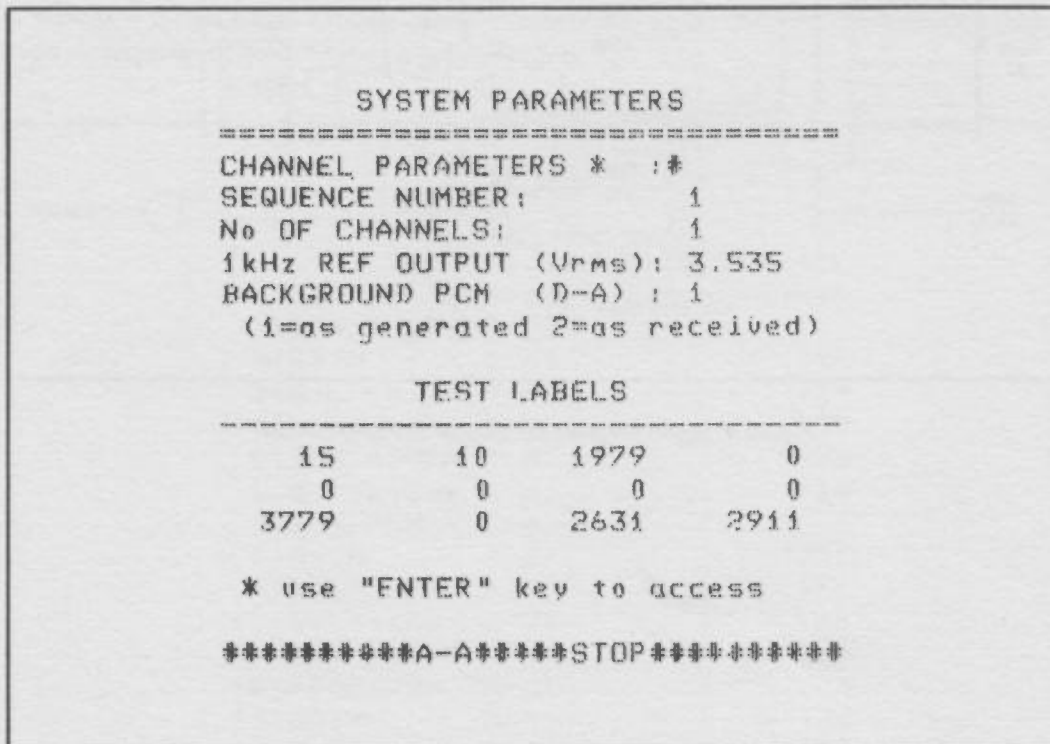 SYSTEM PARAMETERS
================================
CHANNEL PARAMETERS * :#
SEQUENCE NUMBER: 1
No OF CHANNELS: 1
1kHz REF OUTPUT (Vrms): 3.535
BACKGROUND PCM (D-A) : 1
(1=as generated 2=as received)
TEST LABELS
--------------------------------
15 10 1979 0
0 0 0 0
3779 0 2631 2911
* use "ENTER" key to access
##########A-A#####STOP##########